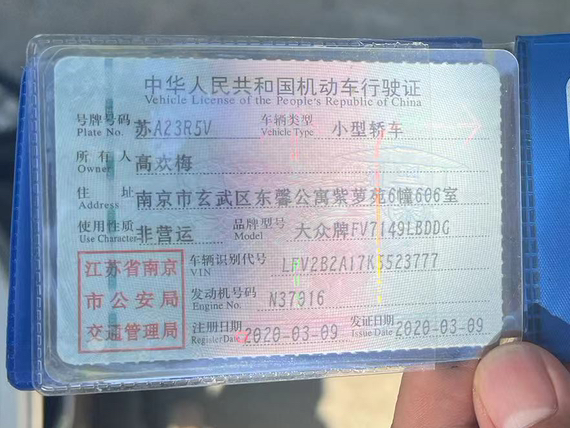 中华人民共和国机动车行驶证
Vehicle License of the People's Republic of China
号牌号码 苏A23R5V 车辆类型 小型轿车
Plate No. Vehicle Type
所有人 高欢梅
Owner
住址 南京市玄武区东馨公寓紫萝苑6幢606室
Address
使用性质 非营运 品牌型号 大众牌FV7149LBDDG
Use Character Model
车辆识别代号 LFV2B2A17K5523777
VIN
发动机号码 N37916
Engine No.
注册日期 2020-03-09 发证日期 2020-03-09
Register Date Issue Date
江苏省南京
市公安局
交通管理局